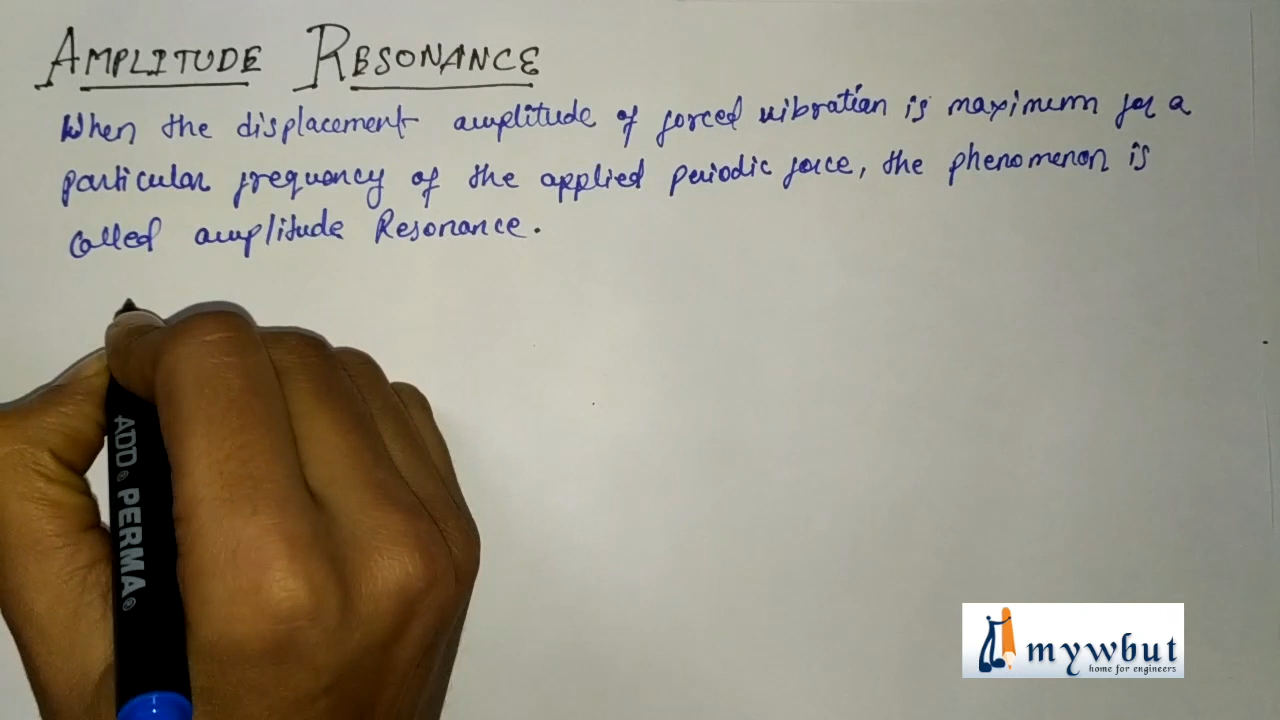 AMPLITUDE RESONANCE
When the displacement amplitude of forced vibration is maximum for a
particular frequency of the applied periodic force, the phenomenon is
called amplitude Resonance.
ADD® PERMA®
mywbut
home for engineers